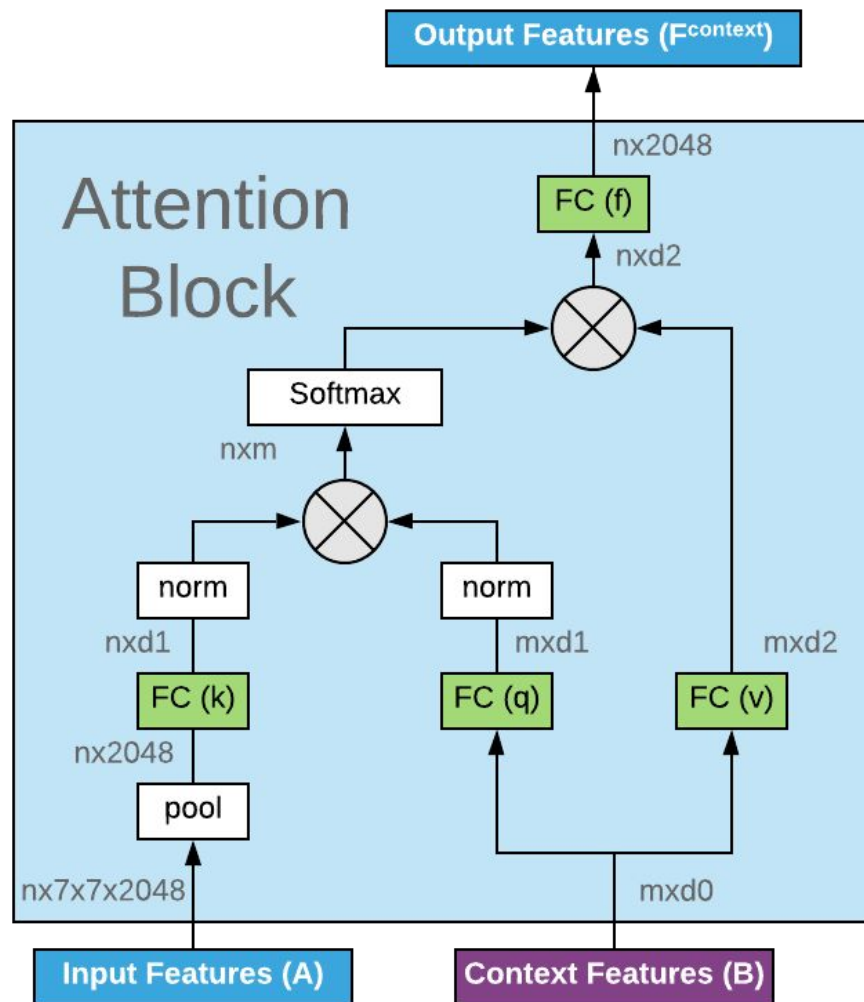 Output Features (Fcontext)
nx2048
Attention
Block
FC (f)
nxd2
Softmax
nxm
norm
norm
nxd1
mxd1
mxd2
FC (k)
FC (q)
FC (v)
nx2048
pool
nx7x7x2048
mxd0
Input Features (A)
Context Features (B)